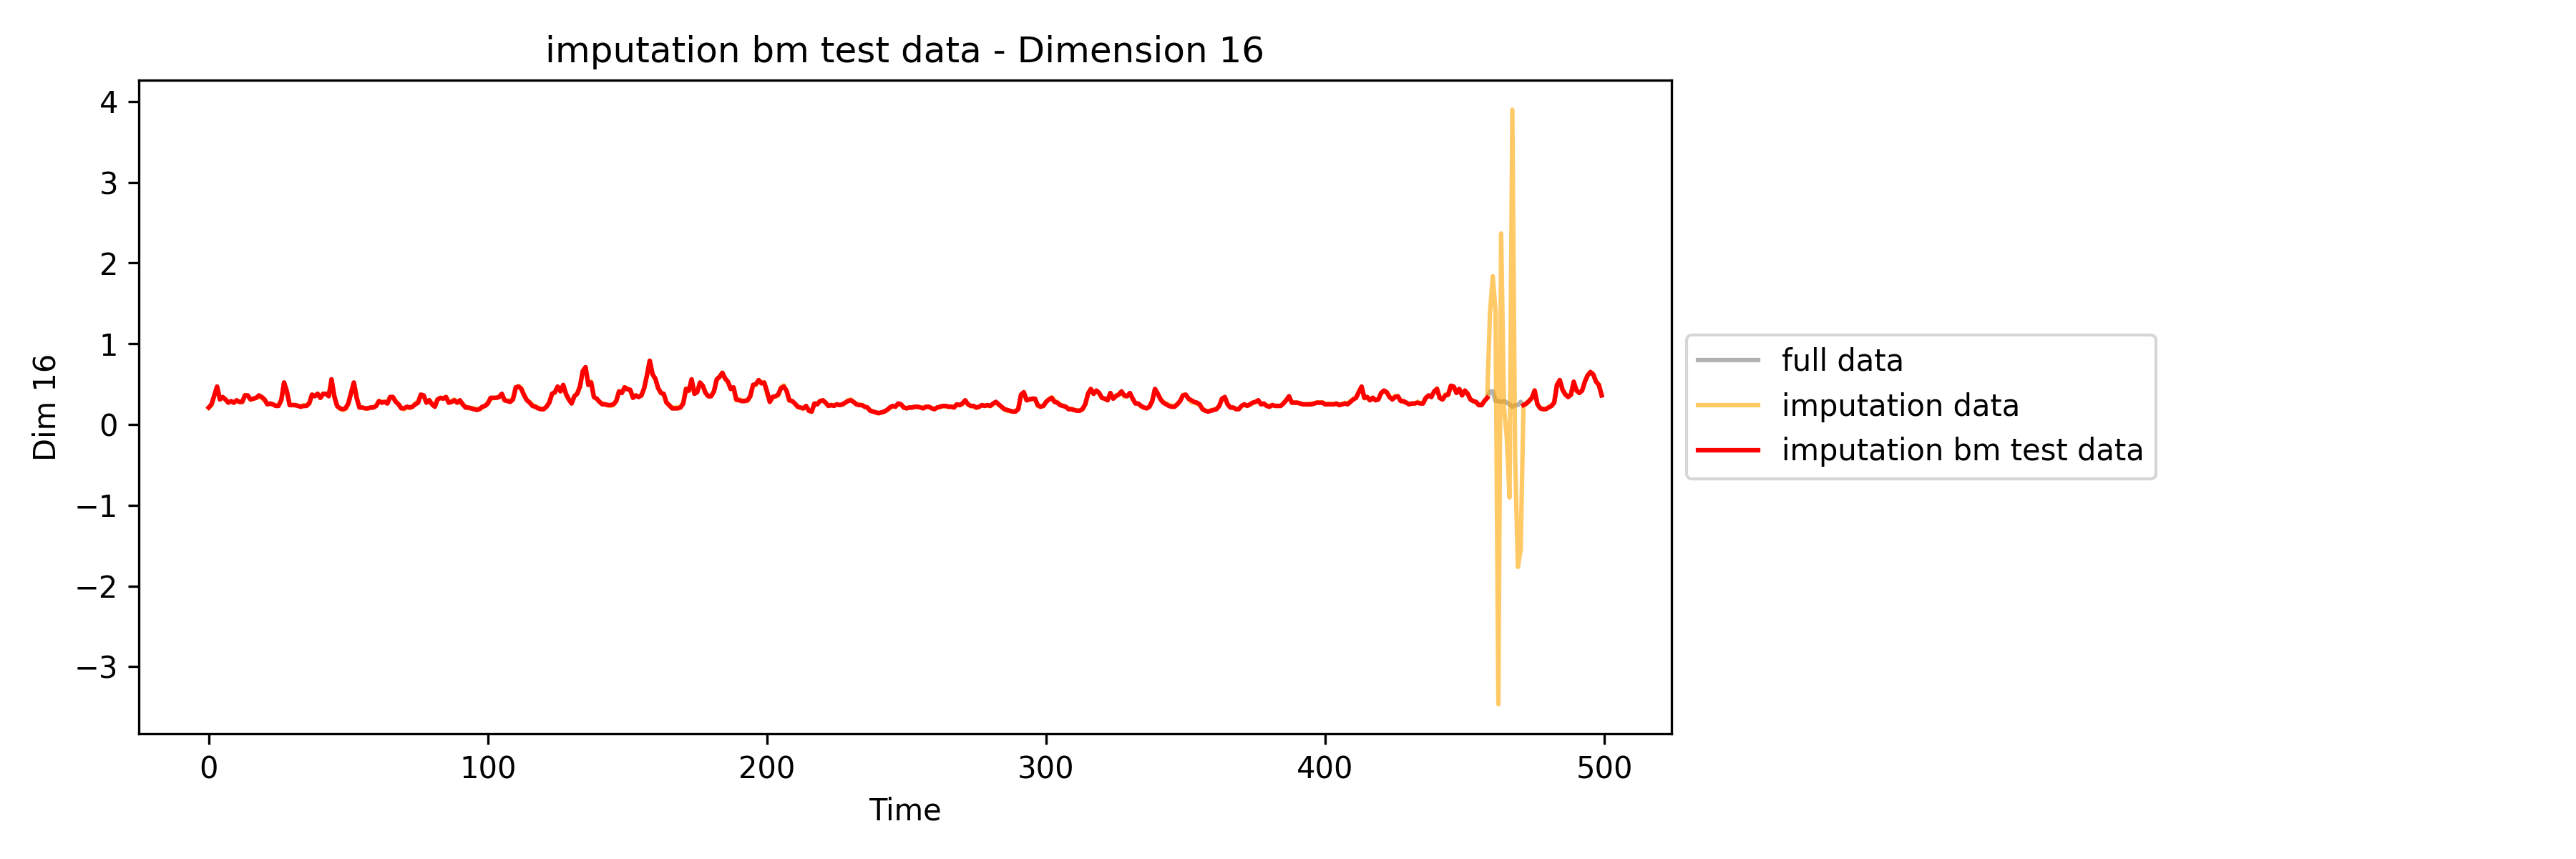 imputation bm test data - Dimension 16
4
3
2
1
0
−1
−2
−3
Dim 16
0 100 200 300 400 500
Time
full data
imputation data
imputation bm test data